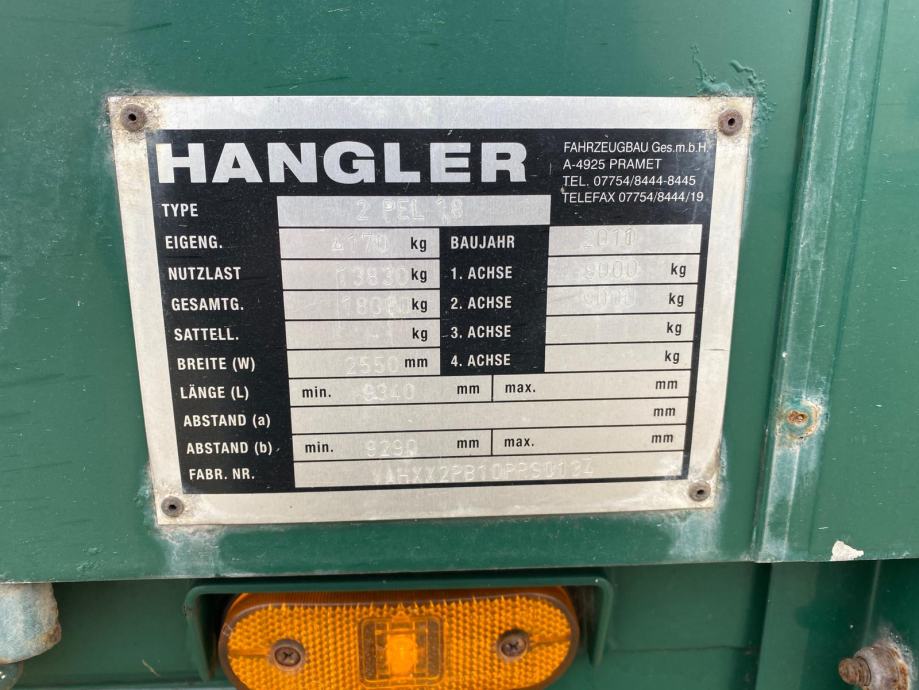 HANGLER
FAHRZEUGBAU Ges.m.b.H.
A-4925 PRAMET
TEL. 07754/8444-8445
TELEFAX 07754/8444/19
TYPE 2 PEL 18
EIGENG. 4170 kg BAUJAHR 2011
NUTZLAST 13830 kg 1. ACHSE 9000 kg
GESAMTG. 18000 kg 2. ACHSE 9000 kg
SATTELL. kg 3. ACHSE kg
BREITE (W) 2550 mm 4. ACHSE kg
LÄNGE (L) min. 9340 mm max. mm
ABSTAND (a) mm
ABSTAND (b) min. 9290 mm max. mm
FABR. NR.